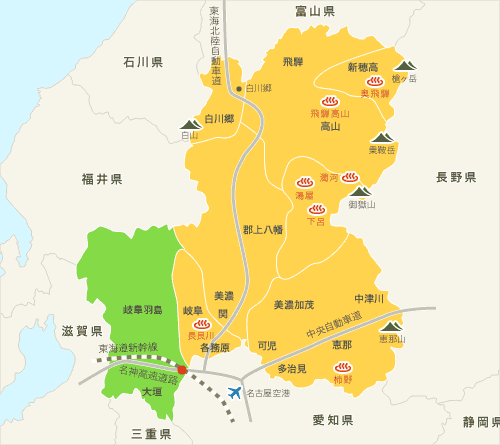 富山県
東海北陸自動車道
石川県
飛騨
新穂高
槍ヶ岳
奥飛騨
白川郷
飛騨高山
白川郷
高山
白山
乗鞍岳
福井県
濁河
長野県
湯屋
御嶽山
下呂
郡上八幡
美濃
中津川
岐阜羽島
岐阜
関
美濃加茂
滋賀県
長良川
中央自動車道
恵那山
東海道新幹線
各務原
可児
恵那
名神高速道路
多治見
柿野
大垣
名古屋空港
愛知県
静岡県
三重県